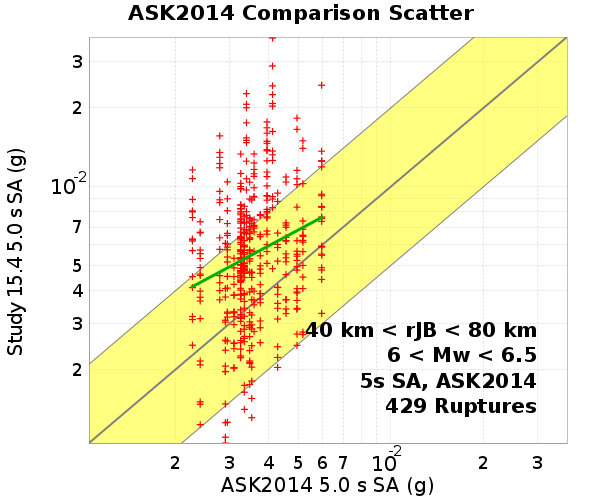 ASK2014 Comparison Scatter
Study 15.4 5.0 s SA (g)
3
2
10-2
7
5
4
3
2
40 km < rJB < 80 km
6 < Mw < 6.5
5s SA, ASK2014
429 Ruptures
2 3 4 5 6 7 10-2 2 3
ASK2014 5.0 s SA (g)